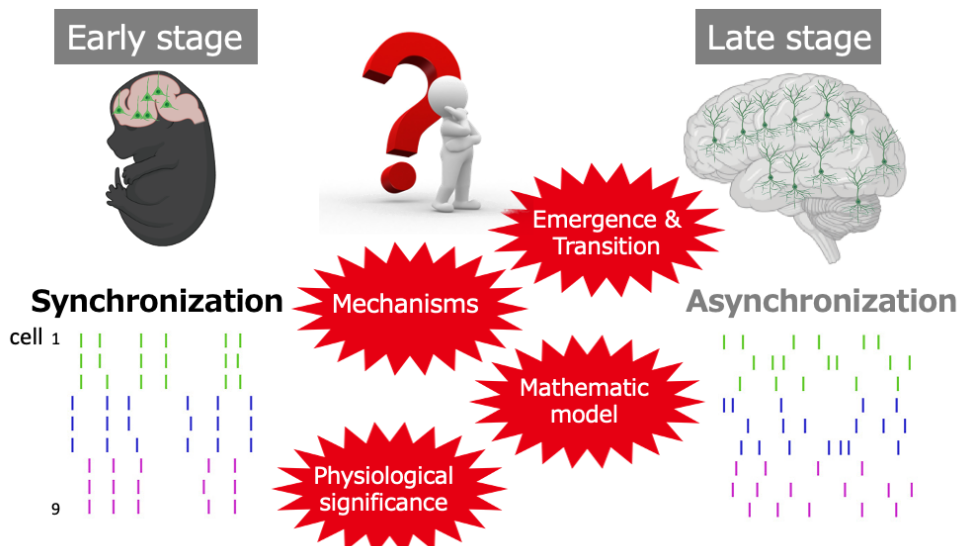 Early stage
Late stage
Emergence &
Transition
Synchronization
Mechanisms
Asynchronization
cell 1
Mathematic
model
Physiological
significance
9